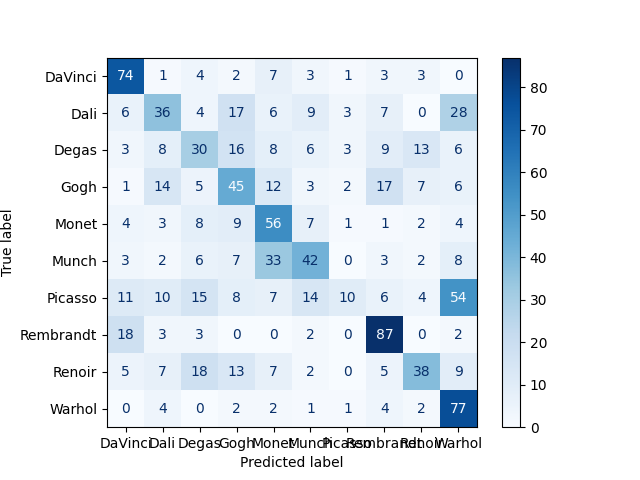 DaVinci 74 1 4 2 7 3 1 3 3 0
Dali 6 36 4 17 6 9 3 7 0 28
Degas 3 8 30 16 8 6 3 9 13 6
Gogh 1 14 5 45 12 3 2 17 7 6
Monet 4 3 8 9 56 7 1 1 2 4
Munch 3 2 6 7 33 42 0 3 2 8
Picasso 11 10 15 8 7 14 10 6 4 54
Rembrandt 18 3 3 0 0 2 0 87 0 2
Renoir 5 7 18 13 7 2 0 5 38 9
Warhol 0 4 0 2 2 1 1 4 2 77
DaVinci Dali Degas Gogh Monet Munch Picasso Rembrandt Renoir Warhol
Predicted label
True label
80
70
60
50
40
30
20
10
0